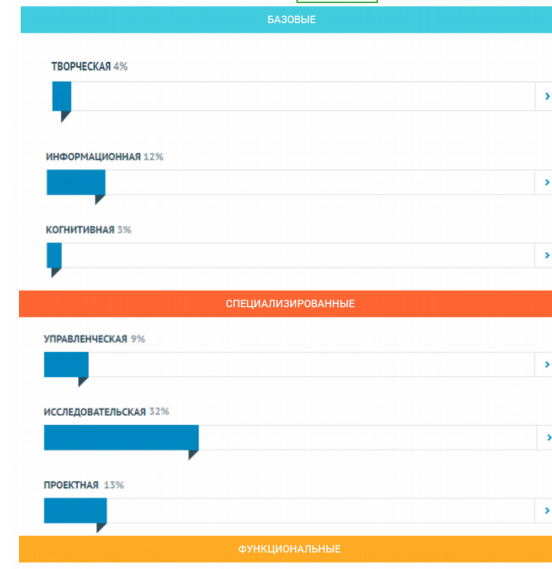 БАЗОВЫЕ
ТВОРЧЕСКАЯ 4%
ИНФОРМАЦИОННАЯ 12%
КОГНИТИВНАЯ 3%
СПЕЦИАЛИЗИРОВАННЫЕ
УПРАВЛЕНЧЕСКАЯ 9%
ИССЛЕДОВАТЕЛЬСКАЯ 32%
ПРОЕКТНАЯ 13%
ФУНКЦИОНАЛЬНЫЕ